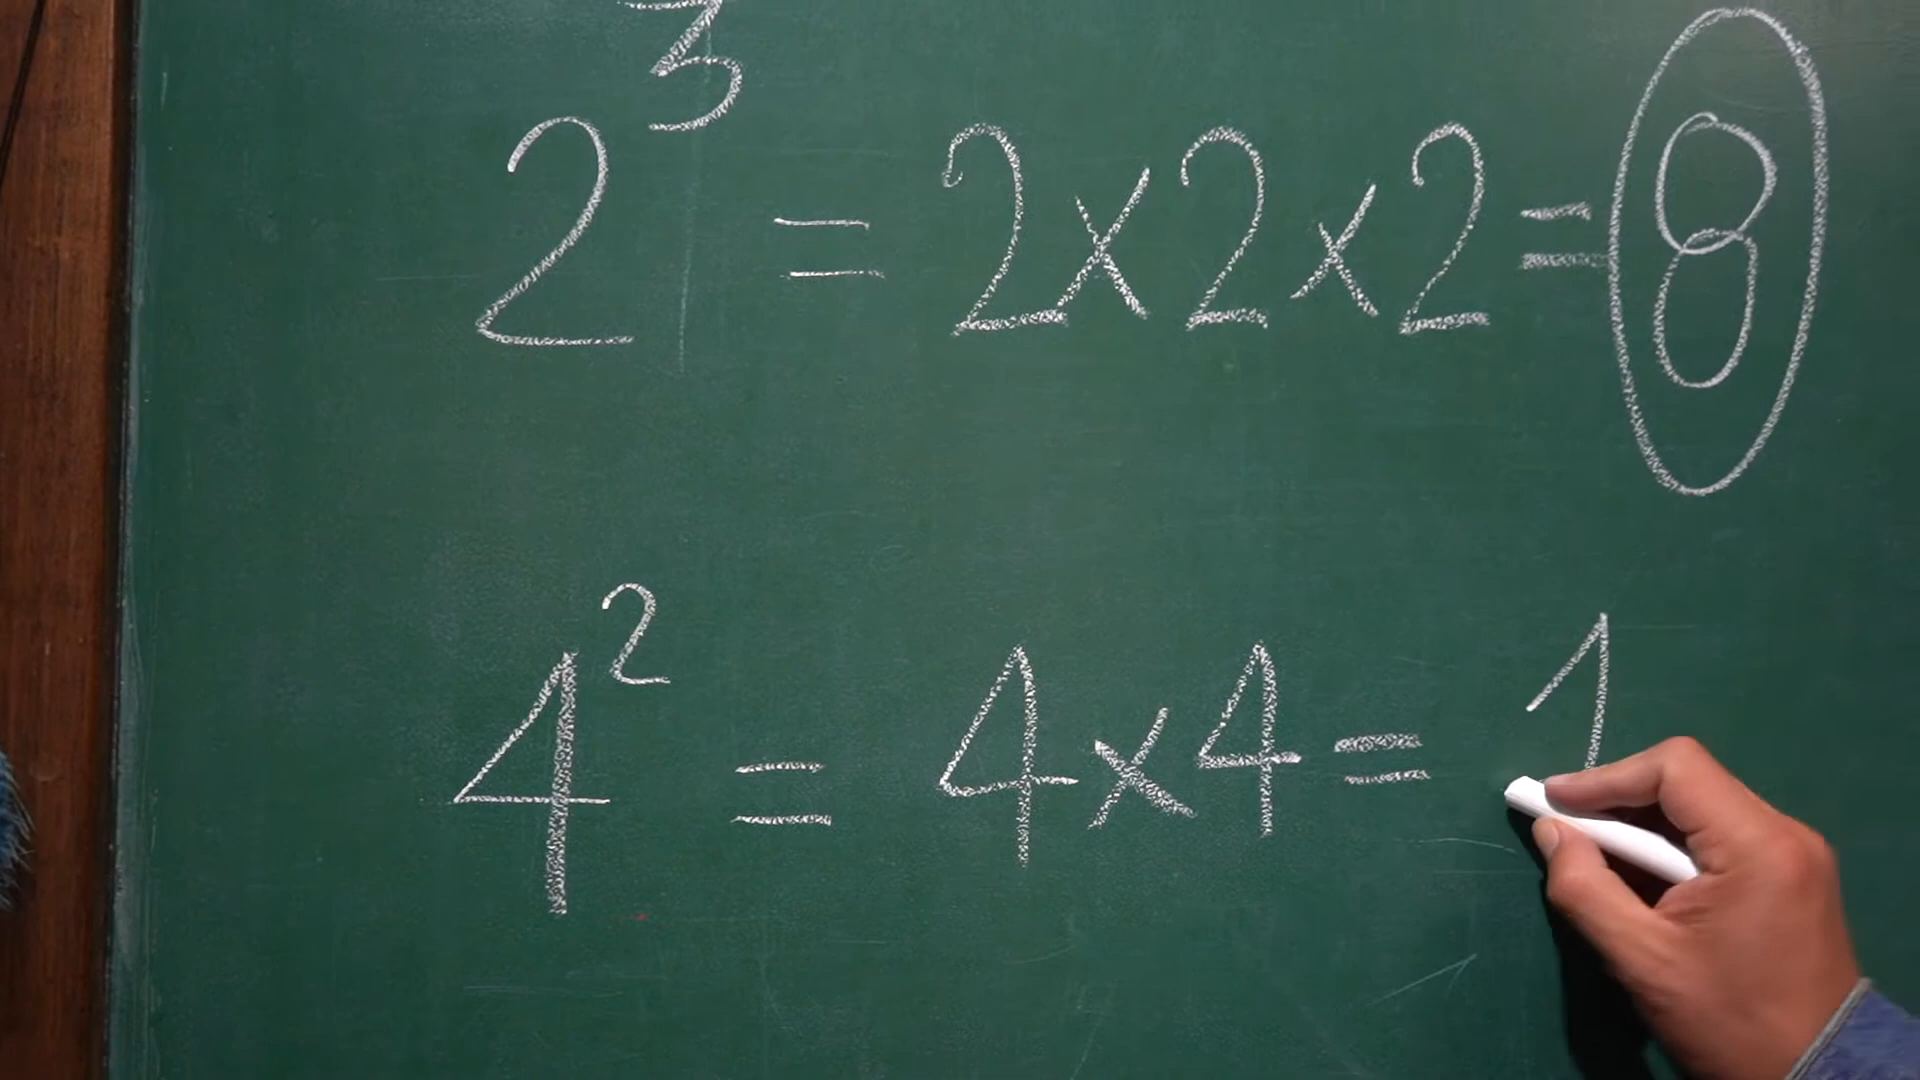 2³ = 2x2x2=8
4² = 4x4= 1